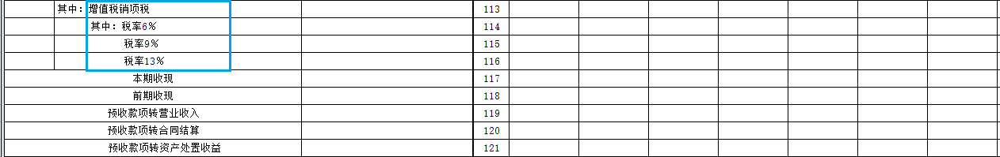 其中：增值税销项税 113
其中：税率6% 114
税率9% 115
税率13% 116
本期收现 117
前期收现 118
预收款项转营业收入 119
预收款项转合同结算 120
预收款项转资产处置收益 121